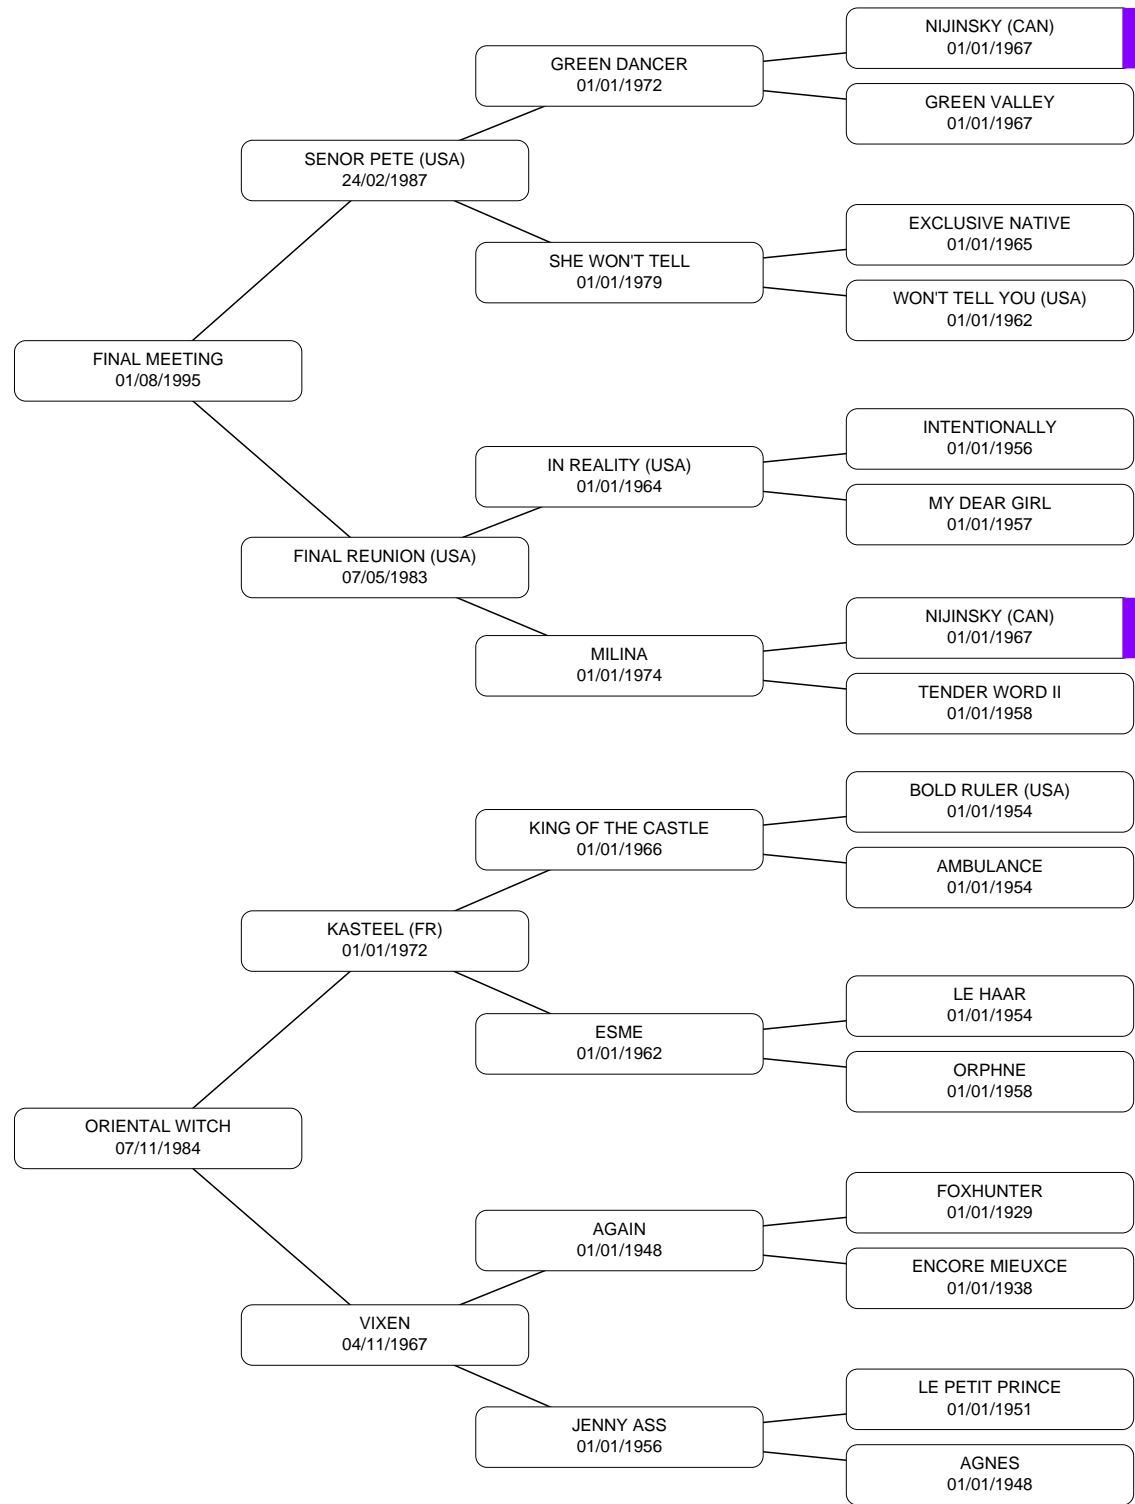 NIJINSKY (CAN)
01/01/1967
GREEN DANCER
01/01/1972
GREEN VALLEY
01/01/1967
SENOR PETE (USA)
24/02/1987
EXCLUSIVE NATIVE
01/01/1965
SHE WON'T TELL
01/01/1979
WON'T TELL YOU (USA)
01/01/1962
FINAL MEETING
01/08/1995
INTENTIONALLY
01/01/1956
IN REALITY (USA)
01/01/1964
MY DEAR GIRL
01/01/1957
FINAL REUNION (USA)
07/05/1983
NIJINSKY (CAN)
01/01/1967
MILINA
01/01/1974
TENDER WORD II
01/01/1958
BOLD RULER (USA)
01/01/1954
KING OF THE CASTLE
01/01/1966
AMBULANCE
01/01/1954
KASTEEL (FR)
01/01/1972
LE HAAR
01/01/1954
ESME
01/01/1962
ORPHNE
01/01/1958
ORIENTAL WITCH
07/11/1984
FOXHUNTER
01/01/1929
AGAIN
01/01/1948
ENCORE MIEUXCE
01/01/1938
VIXEN
04/11/1967
LE PETIT PRINCE
01/01/1951
JENNY ASS
01/01/1956
AGNES
01/01/1948